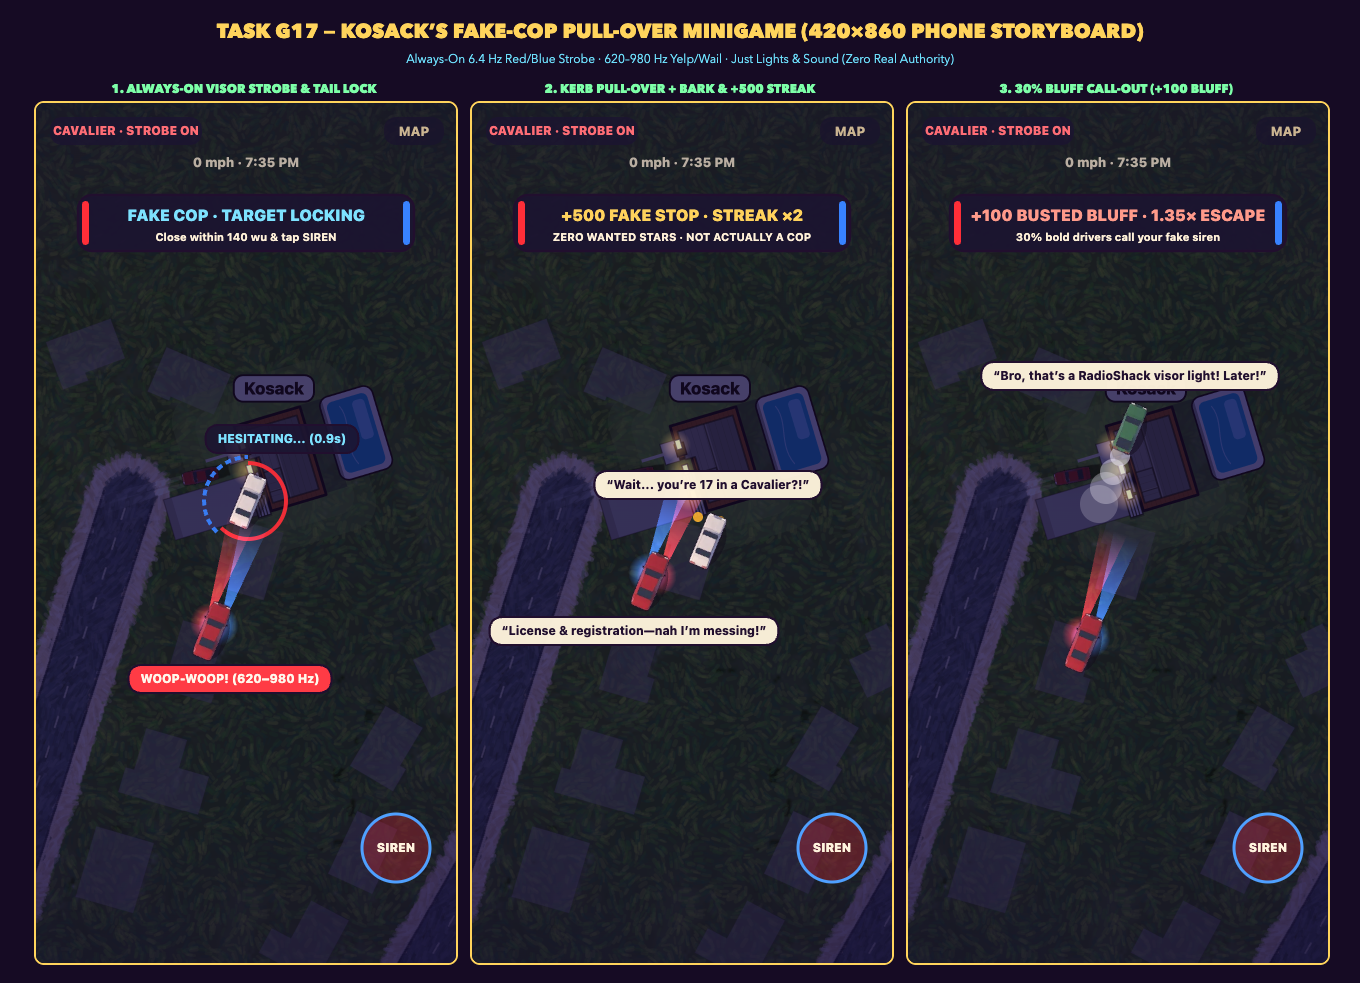 TASK G17 – KOSACK'S FAKE-COP PULL-OVER MINIGAME (420×860 PHONE STORYBOARD)
Always-On 6.4 Hz Red/Blue Strobe · 620–980 Hz Yelp/Wail · Just Lights & Sound (Zero Real Authority)
1. ALWAYS-ON VISOR STROBE & TAIL LOCK
CAVALIER · STROBE ON
MAP
0 mph · 7:35 PM
FAKE COP · TARGET LOCKING
Close within 140 wu & tap SIREN
Kosack
HESITATING... (0.9s)
WOOP-WOOP! (620–980 Hz)
SIREN
2. KERB PULL-OVER + BARK & +500 STREAK
CAVALIER · STROBE ON
MAP
0 mph · 7:35 PM
+500 FAKE STOP · STREAK ×2
ZERO WANTED STARS · NOT ACTUALLY A COP
Kosack
“Wait... you’re 17 in a Cavalier?!”
“License & registration—nah I’m messing!”
SIREN
3. 30% BLUFF CALL-OUT (+100 BLUFF)
CAVALIER · STROBE ON
MAP
0 mph · 7:35 PM
+100 BUSTED BLUFF · 1.35× ESCAPE
30% bold drivers call your fake siren
“Bro, that’s a RadioShack visor light! Later!”
Kosack
SIREN